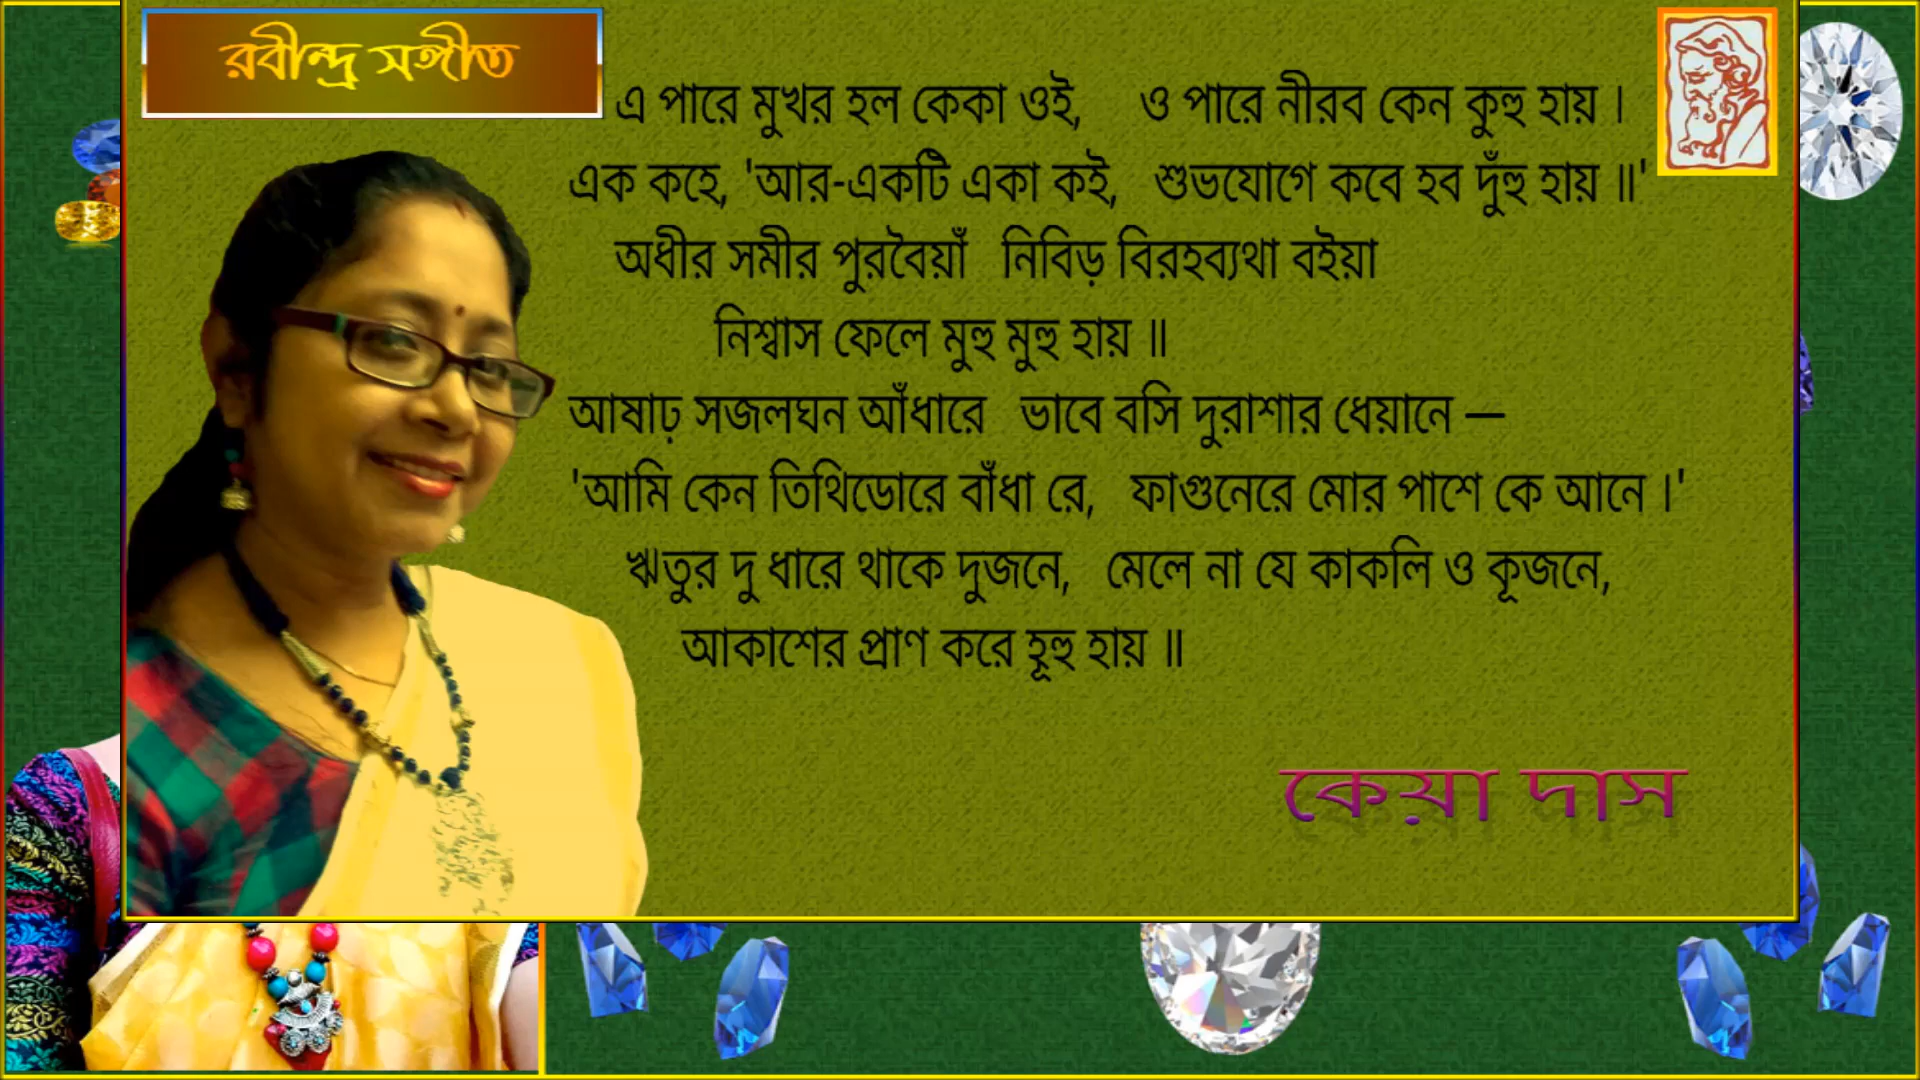 রবীন্দ্র সঙ্গীত
এ পারে মুখর হল কেকা ওই, ও পারে নীরব কেন কুহু হায় ।
এক কহে, 'আর-একটি একা কই, শুভযোগে কবে হব দুঁহু হায় ॥'
অধীর সমীর পুরবৈয়াঁ নিবিড় বিরহব্যথা বইয়া
নিশ্বাস ফেলে মুহু মুহু হায় ॥
আষাঢ় সজলঘন আঁধারে ভাবে বসি দুরাশার ধেয়ানে —
'আমি কেন তিথিডোরে বাঁধা রে, ফাগুনেরে মোর পাশে কে আনে ।'
ঋতুর দু ধারে থাকে দুজনে, মেলে না যে কাকলি ও কূজনে,
আকাশের প্রাণ করে হূহু হায় ॥
কেয়া দাস